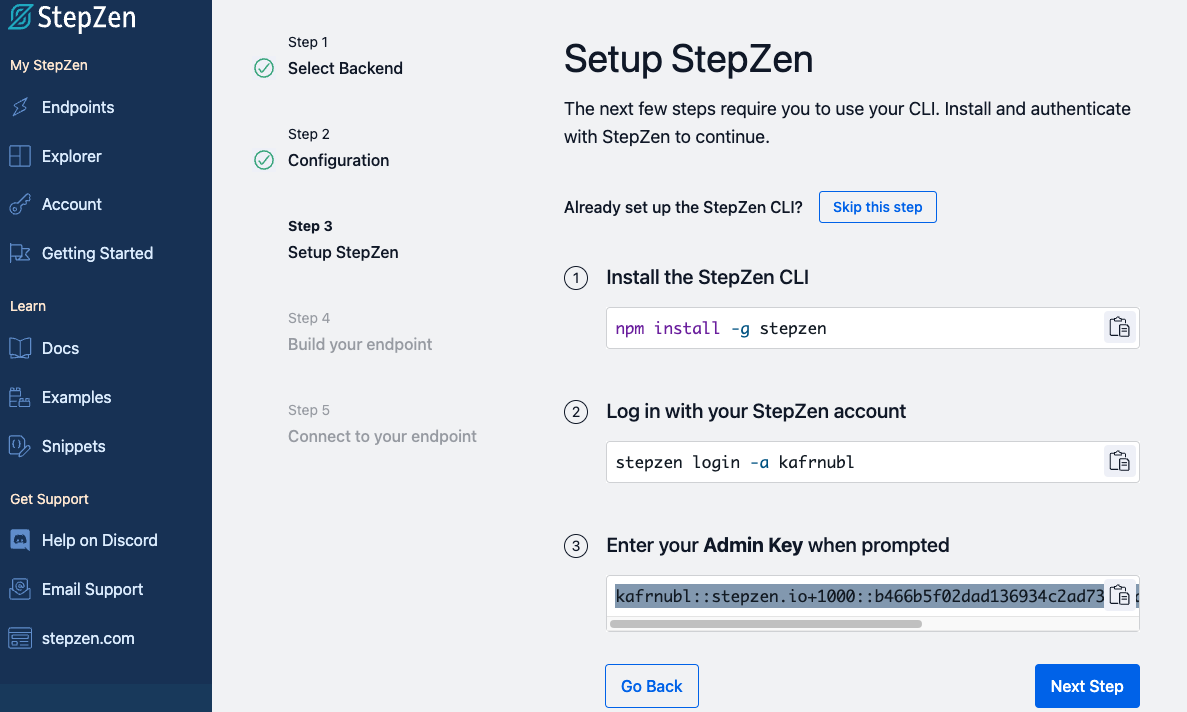 StepZen
My StepZen
Endpoints
Explorer
Account
Getting Started
Learn
Docs
Examples
Snippets
Get Support
Help on Discord
Email Support
stepzen.com
Step 1
Select Backend
Step 2
Configuration
Step 3
Setup StepZen
Step 4
Build your endpoint
Step 5
Connect to your endpoint
Setup StepZen
The next few steps require you to use your CLI. Install and authenticate
with StepZen to continue.
Already set up the StepZen CLI? Skip this step
1 Install the StepZen CLI
npm install -g stepzen
2 Log in with your StepZen account
stepzen login -a kafrnubl
3 Enter your Admin Key when prompted
kafrnubl::stepzen.io+1000::b466b5f02dad136934c2ad73
Go Back
Next Step